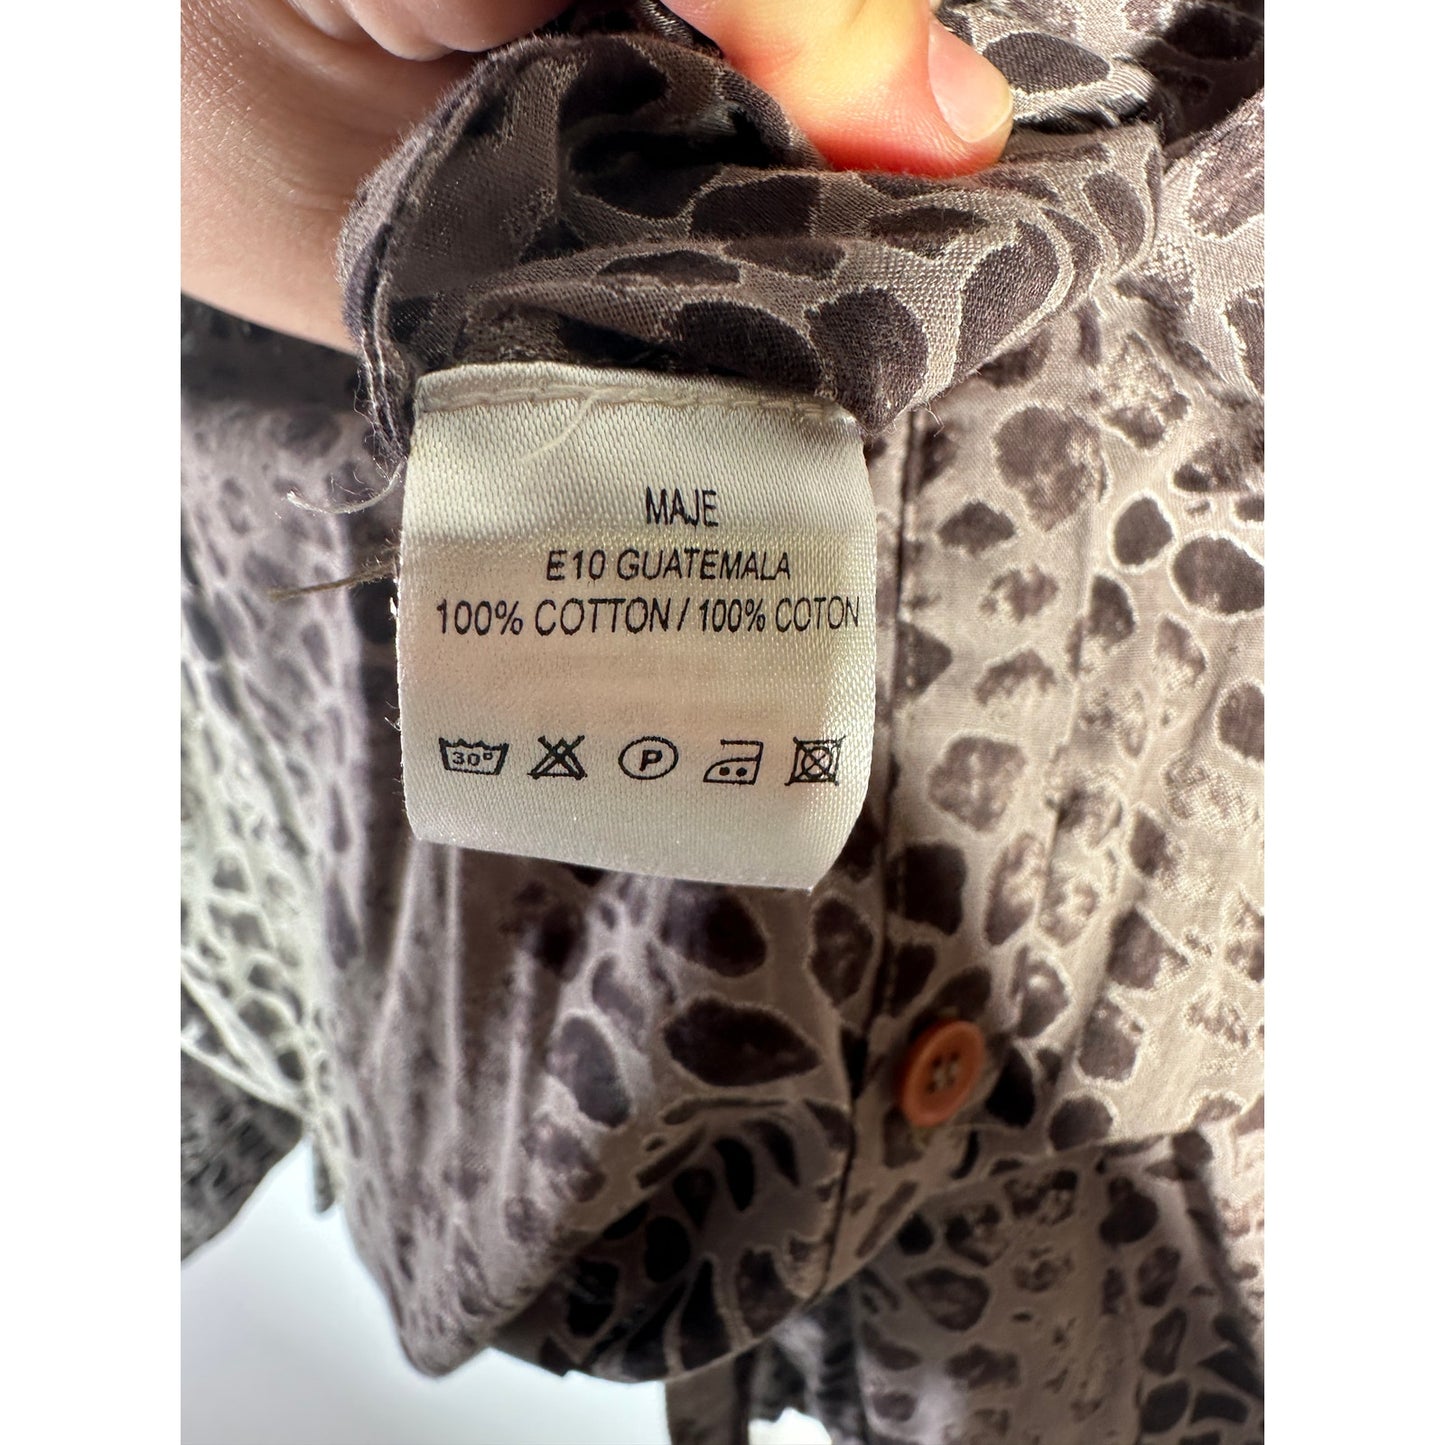 MAJE
E10 GUATEMALA
100% COTTON / 100% COTON
30° P